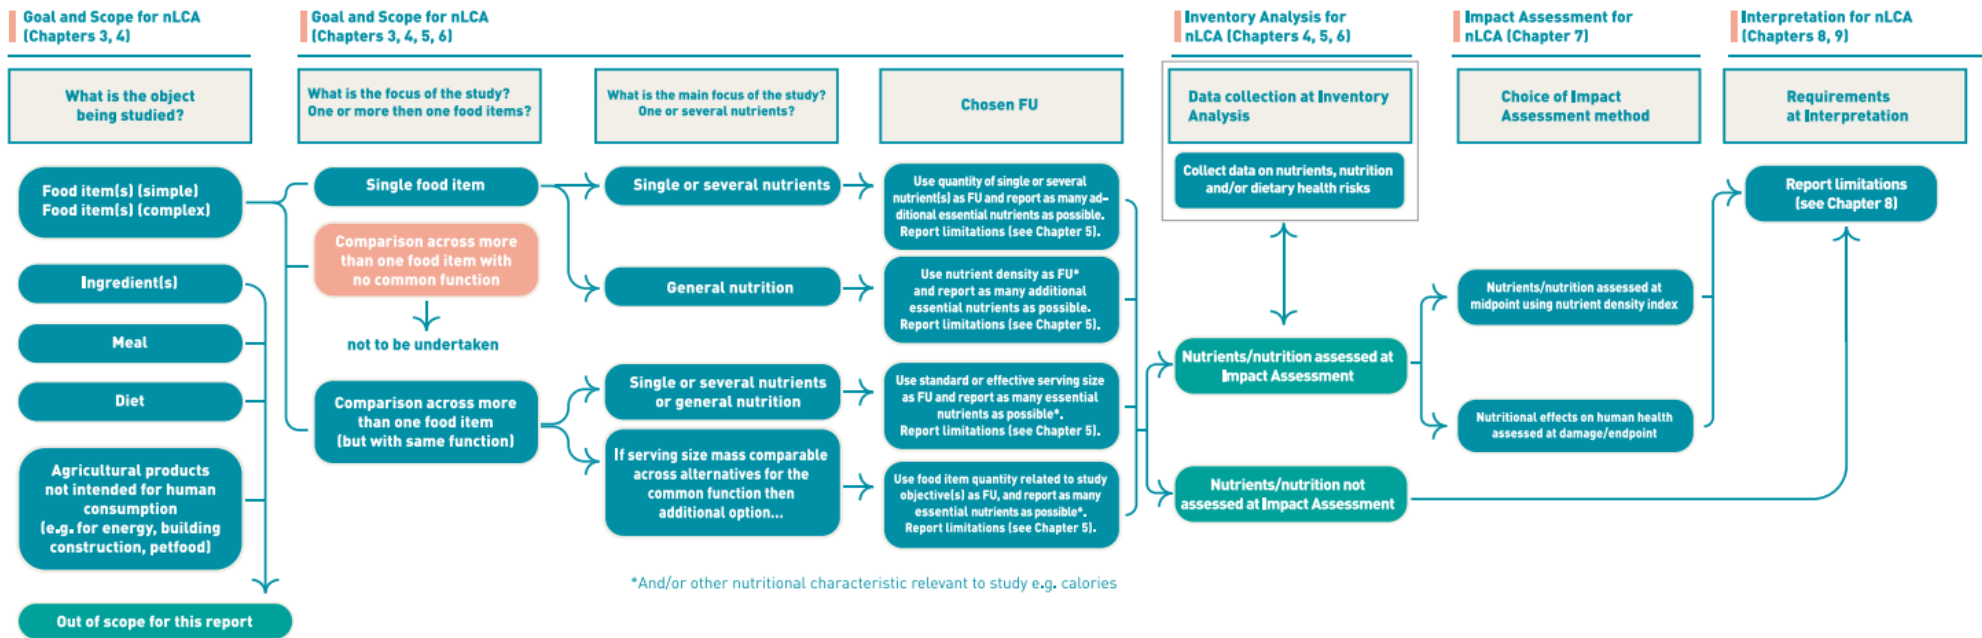 Goal and Scope for nLCA
(Chapters 3, 4)
Goal and Scope for nLCA
(Chapters 3, 4, 5, 6)
Inventory Analysis for
nLCA (Chapters 4, 5, 6)
Impact Assessment for
nLCA (Chapter 7)
Interpretation for nLCA
(Chapters 8, 9)
What is the object
being studied?
What is the focus of the study?
One or more then one food items?
What is the main focus of the study?
One or several nutrients?
Chosen FU
Data collection at Inventory
Analysis
Choice of Impact
Assessment method
Requirements
at Interpretation
Food item(s) (simple)
Food item(s) (complex)
Ingredient(s)
Meal
Diet
Agricultural products
not intended for human
consumption
(e.g. for energy, building
construction, petfood)
Out of scope for this report
Single food item
Comparison across more
than one food item with
no common function
not to be undertaken
Comparison across more
than one food item
(but with same function)
Single or several nutrients
General nutrition
Single or several nutrients
or general nutrition
If serving size mass comparable
across alternatives for the
common function then
additional option...
Use quantity of single or several
nutrient(s) as FU and report as many ad-
ditional essential nutrients as possible.
Report limitations (see Chapter 5).
Use nutrient density as FU*
and report as many additional
essential nutrients as possible.
Report limitations (see Chapter 5).
Use standard or effective serving size
as FU and report as many essential
nutrients as possible*.
Report limitations (see Chapter 5).
Use food item quantity related to study
objective(s) as FU, and report as many
essential nutrients as possible*.
Report limitations (see Chapter 5).
*And/or other nutritional characteristic relevant to study e.g. calories
Collect data on nutrients, nutrition
and/or dietary health risks
Nutrients/nutrition assessed at
Impact Assessment
Nutrients/nutrition not
assessed at Impact Assessment
Nutrients/nutrition assessed at
midpoint using nutrient density index
Nutritional effects on human health
assessed at damage/endpoint
Report limitations
(see Chapter 8)